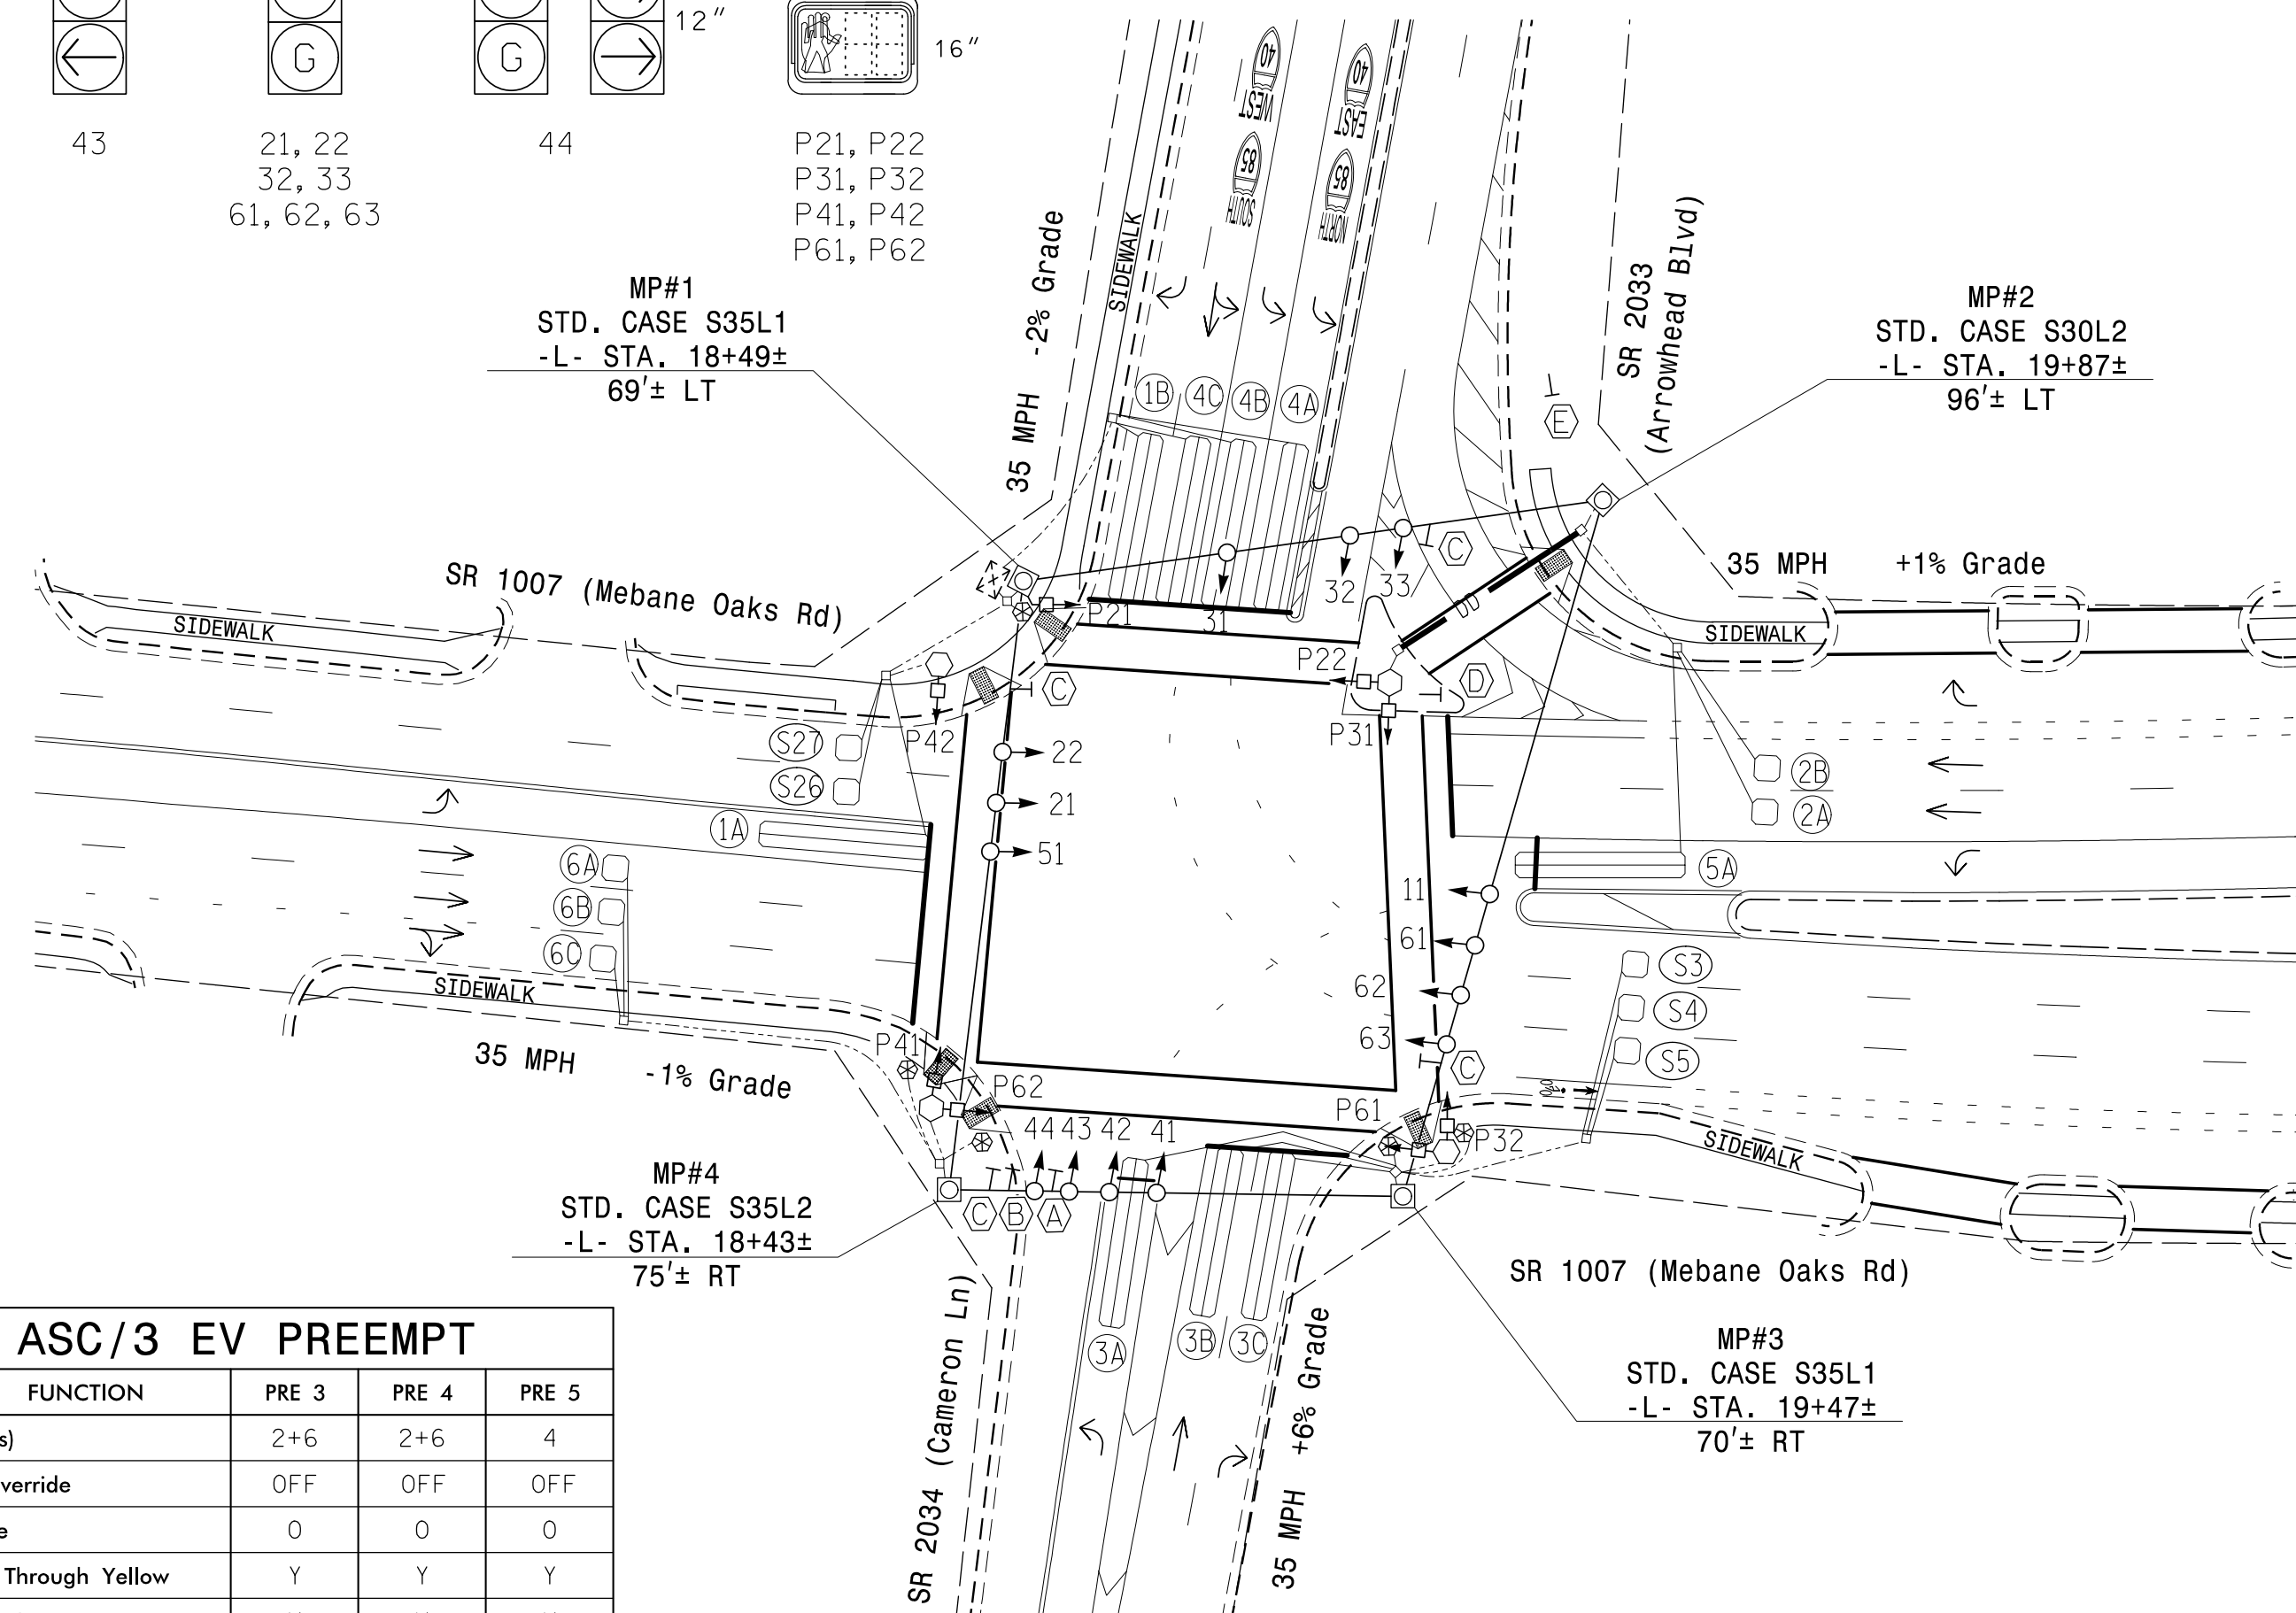 12"
16"
G
G
43
21, 22
32, 33
61, 62, 63
44
P21, P22
P31, P32
P41, P42
P61, P62
40
WEST
85
SOUTH
40
EAST
85
NORTH
SIDEWALK
35 MPH -2% Grade
SR 2033
(Arrowhead Blvd)
MP#1
STD. CASE S35L1
-L- STA. 18+49±
69'± LT
MP#2
STD. CASE S30L2
-L- STA. 19+87±
96'± LT
1B
4C
4B
4A
E
SR 1007 (Mebane Oaks Rd)
SIDEWALK
35 MPH +1% Grade
SIDEWALK
P21
31
32
33
C
P22
D
C
P31
P42
S27
S26
22
21
51
1A
2B
2A
5A
6A
6B
6C
11
61
62
63
C
S3
S4
S5
SIDEWALK
35 MPH -1% Grade
P41
P62
P61
P32
SIDEWALK
44
43
42
41
C
B
A
MP#4
STD. CASE S35L2
-L- STA. 18+43±
75'± RT
3A
3B
3C
SR 2034 (Cameron Ln)
35 MPH +6% Grade
SR 1007 (Mebane Oaks Rd)
MP#3
STD. CASE S35L1
-L- STA. 19+47±
70'± RT
ASC/3 EV PREEMPT
FUNCTION PRE 3 PRE 4 PRE 5
s) 2+6 2+6 4
verride OFF OFF OFF
e 0 0 0
Through Yellow Y Y Y